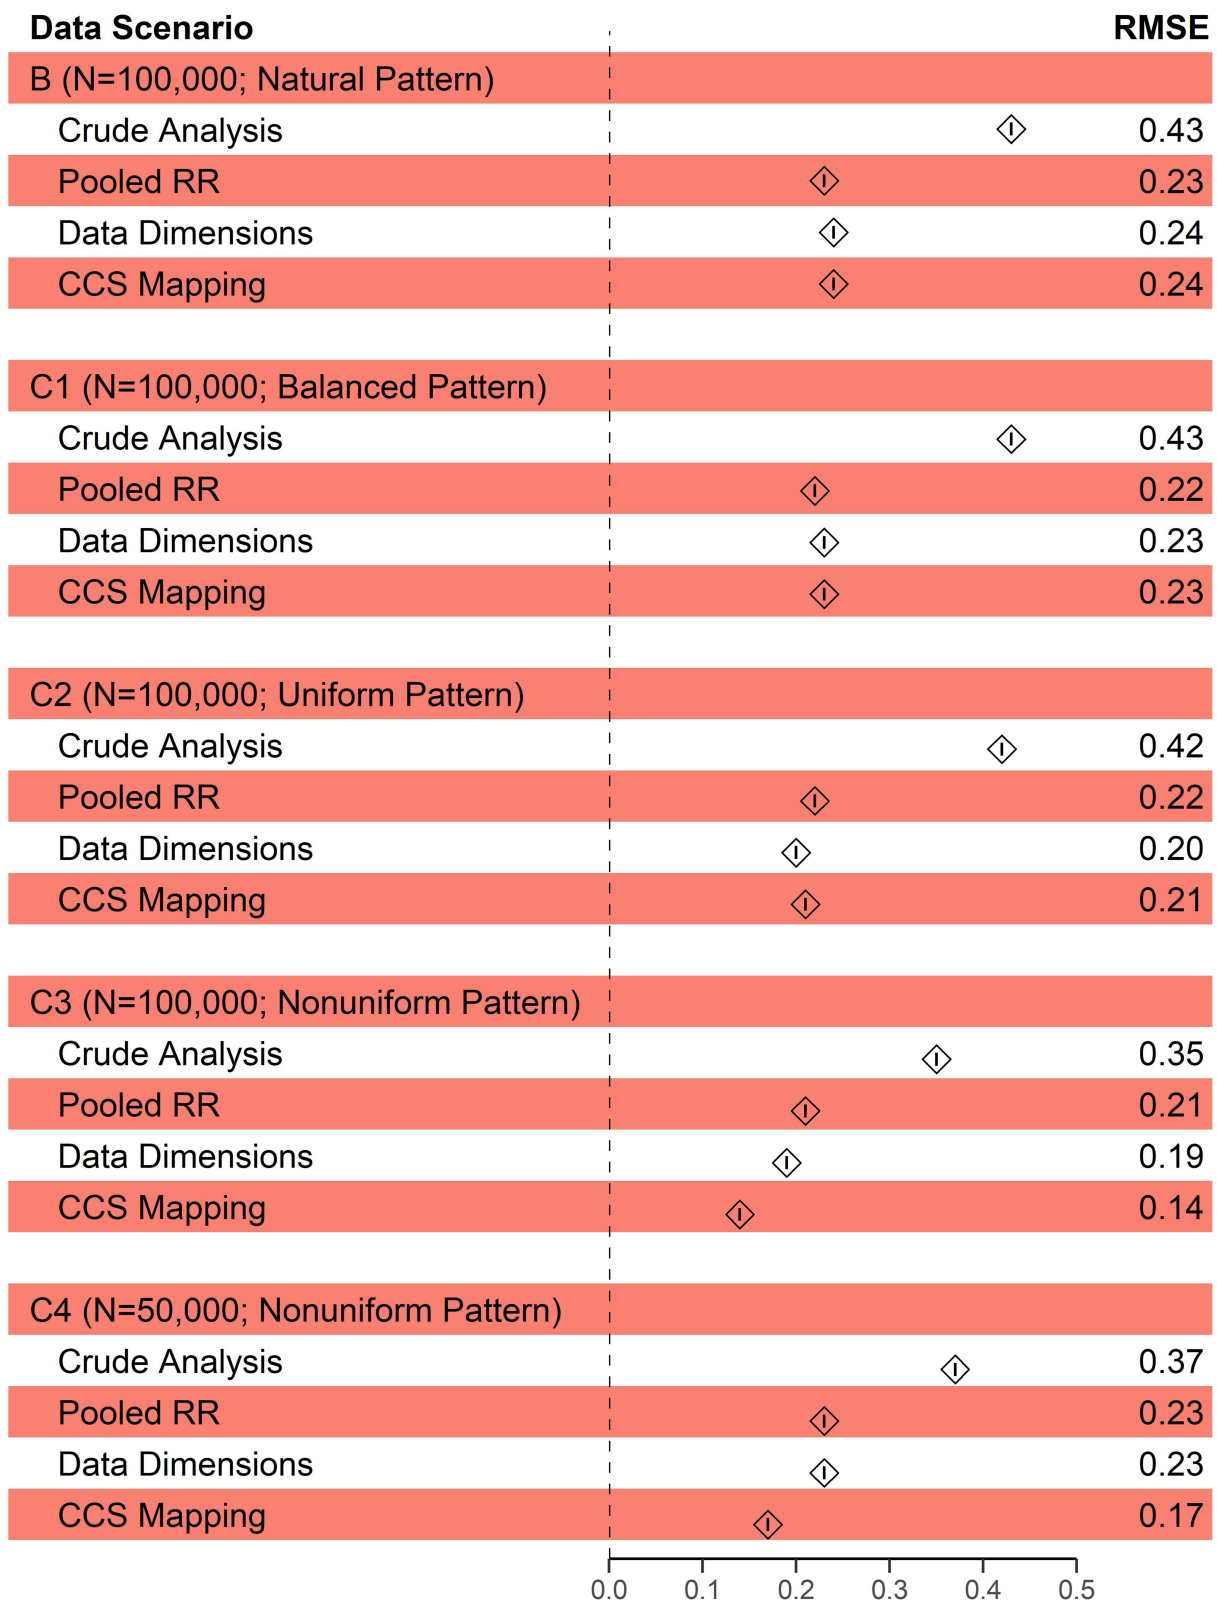 Data Scenario RMSE
B (N=100,000; Natural Pattern)
Crude Analysis 0.43
Pooled RR 0.23
Data Dimensions 0.24
CCS Mapping 0.24
C1 (N=100,000; Balanced Pattern)
Crude Analysis 0.43
Pooled RR 0.22
Data Dimensions 0.23
CCS Mapping 0.23
C2 (N=100,000; Uniform Pattern)
Crude Analysis 0.42
Pooled RR 0.22
Data Dimensions 0.20
CCS Mapping 0.21
C3 (N=100,000; Nonuniform Pattern)
Crude Analysis 0.35
Pooled RR 0.21
Data Dimensions 0.19
CCS Mapping 0.14
C4 (N=50,000; Nonuniform Pattern)
Crude Analysis 0.37
Pooled RR 0.23
Data Dimensions 0.23
CCS Mapping 0.17
0.0 0.1 0.2 0.3 0.4 0.5